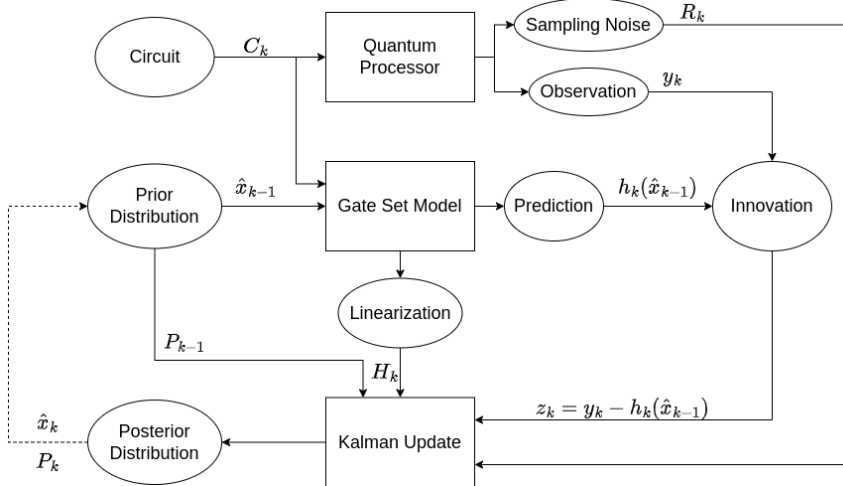 Sampling Noise
R_k
Circuit
C_k
Quantum
Processor
Observation
y_k
Prior
Distribution
x̂_{k−1}
Gate Set Model
Prediction
h_k(x̂_{k−1})
Innovation
Linearization
P_{k−1}
H_k
x̂_k
P_k
Posterior
Distribution
Kalman Update
z_k = y_k − h_k(x̂_{k−1})